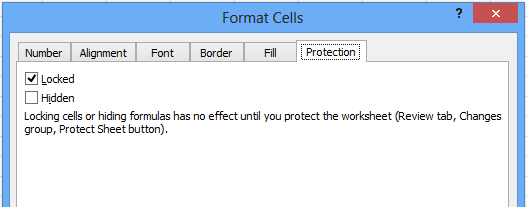 Format Cells
?
Number Alignment Font Border Fill Protection
Locked
Hidden
Locking cells or hiding formulas has no effect until you protect the worksheet (Review tab, Changes
group, Protect Sheet button).